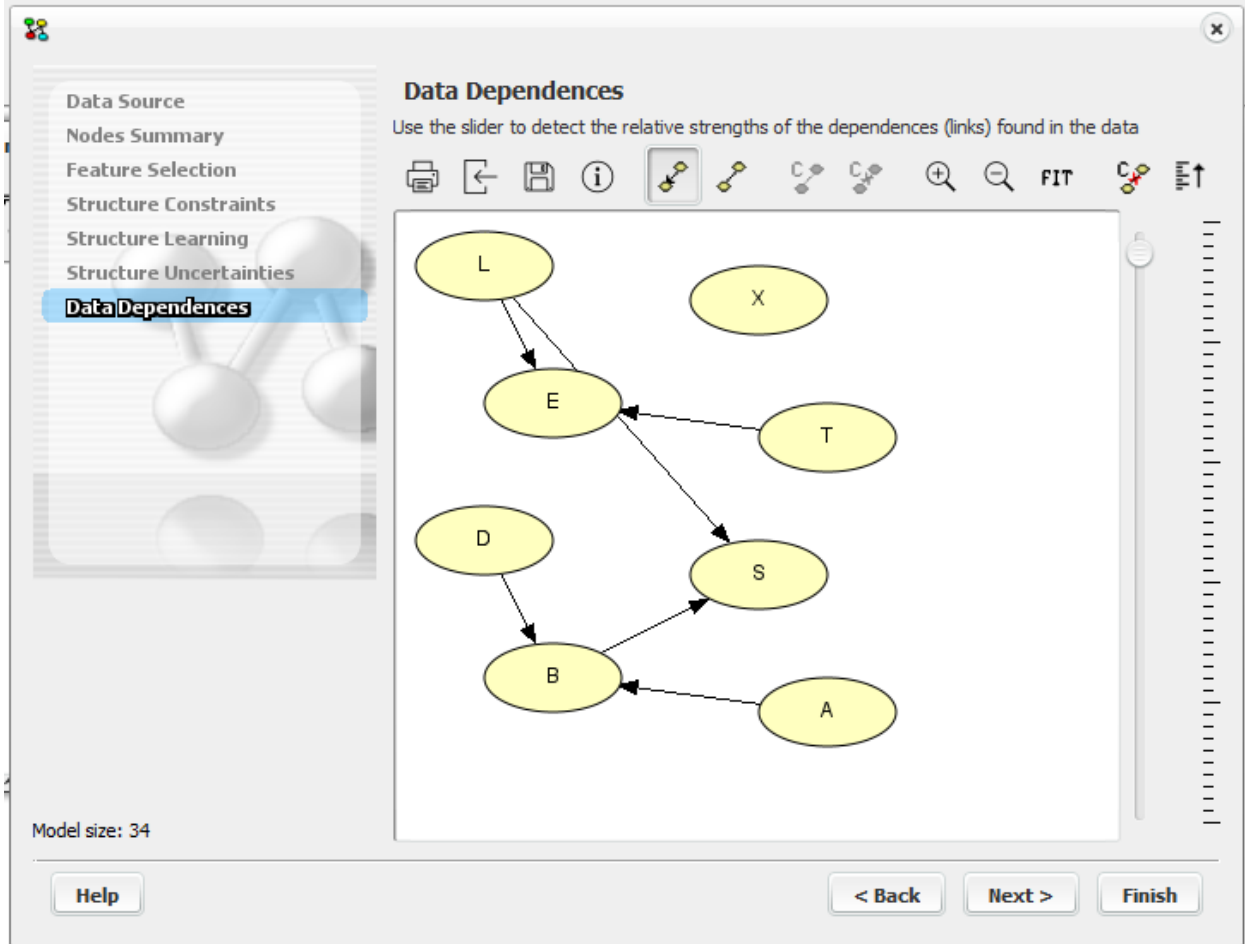 Data Source
Nodes Summary
Feature Selection
Structure Constraints
Structure Learning
Structure Uncertainties
Data Dependences
Model size: 34
Data Dependences
Use the slider to detect the relative strengths of the dependences (links) found in the data
C C FIT C
L
X
E
T
D
S
B
A
Help
< Back
Next >
Finish